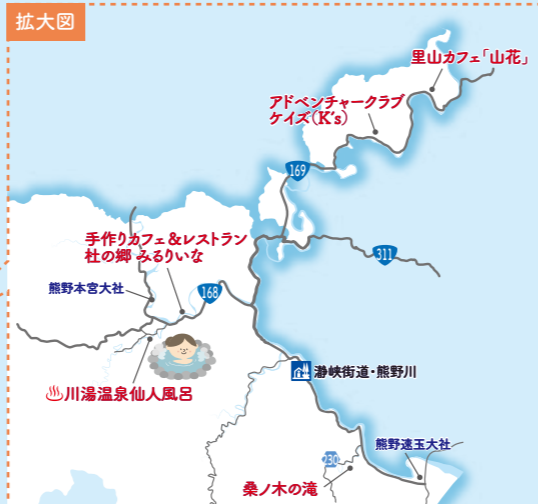 拡大図
里山カフェ「山花」
アドベンチャークラブ
ケイズ(K's)
169
手作りカフェ&レストラン
杜の郷 みるりいな
311
熊野本宮大社
168
瀞峡街道・熊野川
川湯温泉仙人風呂
熊野速玉大社
230
桑ノ木の滝